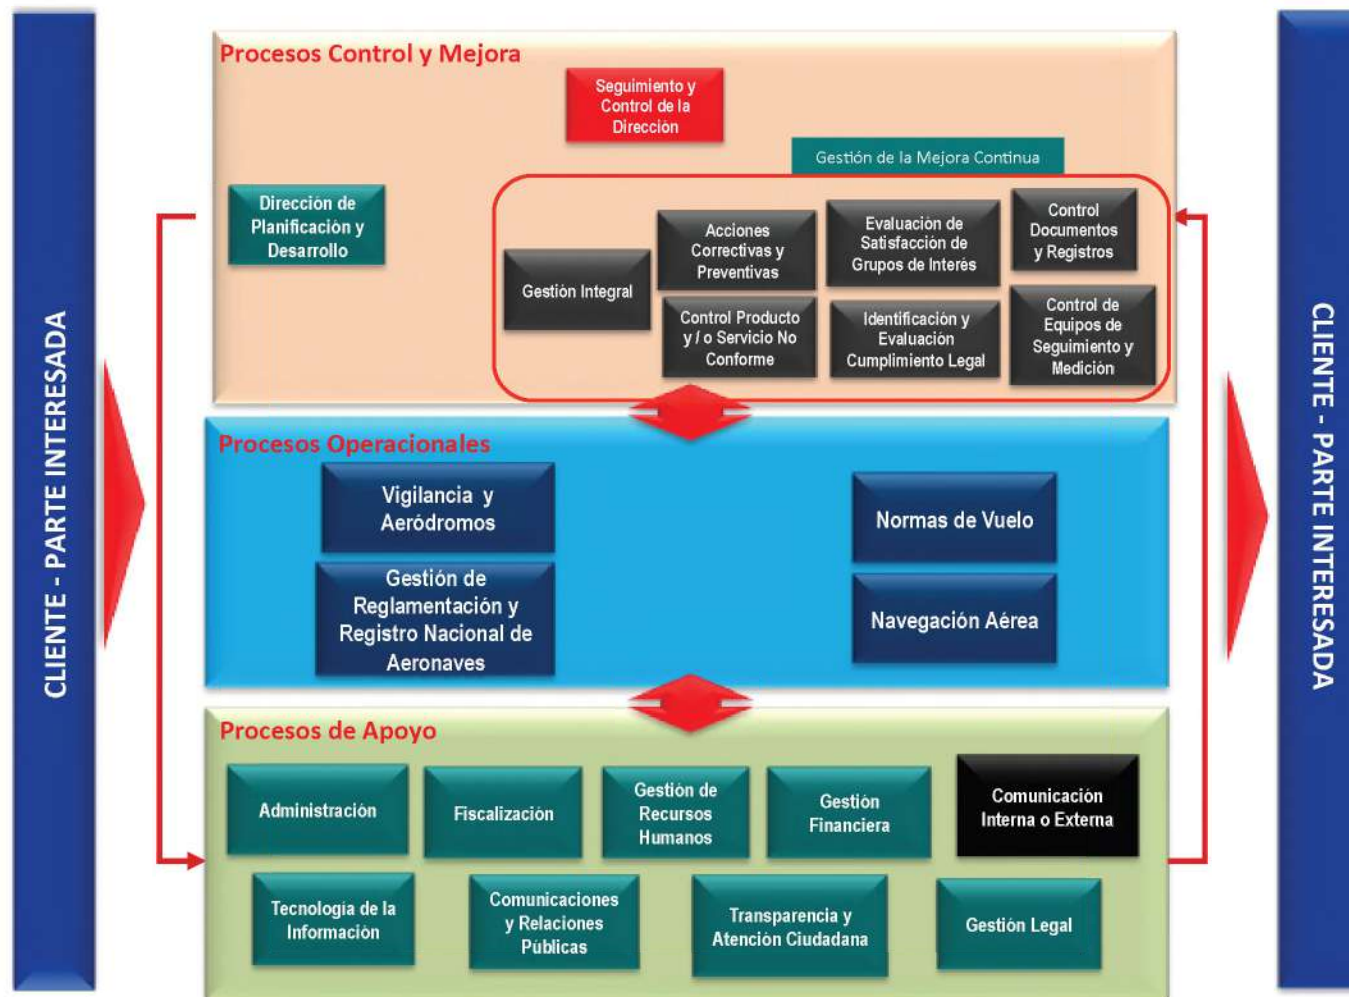 CLIENTE - PARTE INTERESADA
Procesos Control y Mejora
Seguimiento y
Control de la
Dirección
Gestión de la Mejora Continua
Dirección de
Planificación y
Desarrollo
Gestión Integral
Acciones
Correctivas y
Preventivas
Evaluación de
Satisfacción de
Grupos de Interés
Control
Documentos
y Registros
Control Producto
y / o Servicio No
Conforme
Identificación y
Evaluación
Cumplimiento Legal
Control de
Equipos de
Seguimiento y
Medición
Procesos Operacionales
Vigilancia y
Aeródromos
Normas de Vuelo
Gestión de
Reglamentación y
Registro Nacional de
Aeronaves
Navegación Aérea
Procesos de Apoyo
Administración
Fiscalización
Gestión de
Recursos
Humanos
Gestión
Financiera
Comunicación
Interna o Externa
Tecnología de la
Información
Comunicaciones
y Relaciones
Públicas
Transparencia y
Atención Ciudadana
Gestión Legal
CLIENTE - PARTE INTERESADA